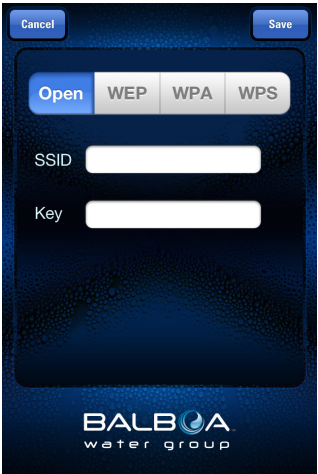 Cancel Save
Open WEP WPA WPS
SSID
Key
BALBOA
water group